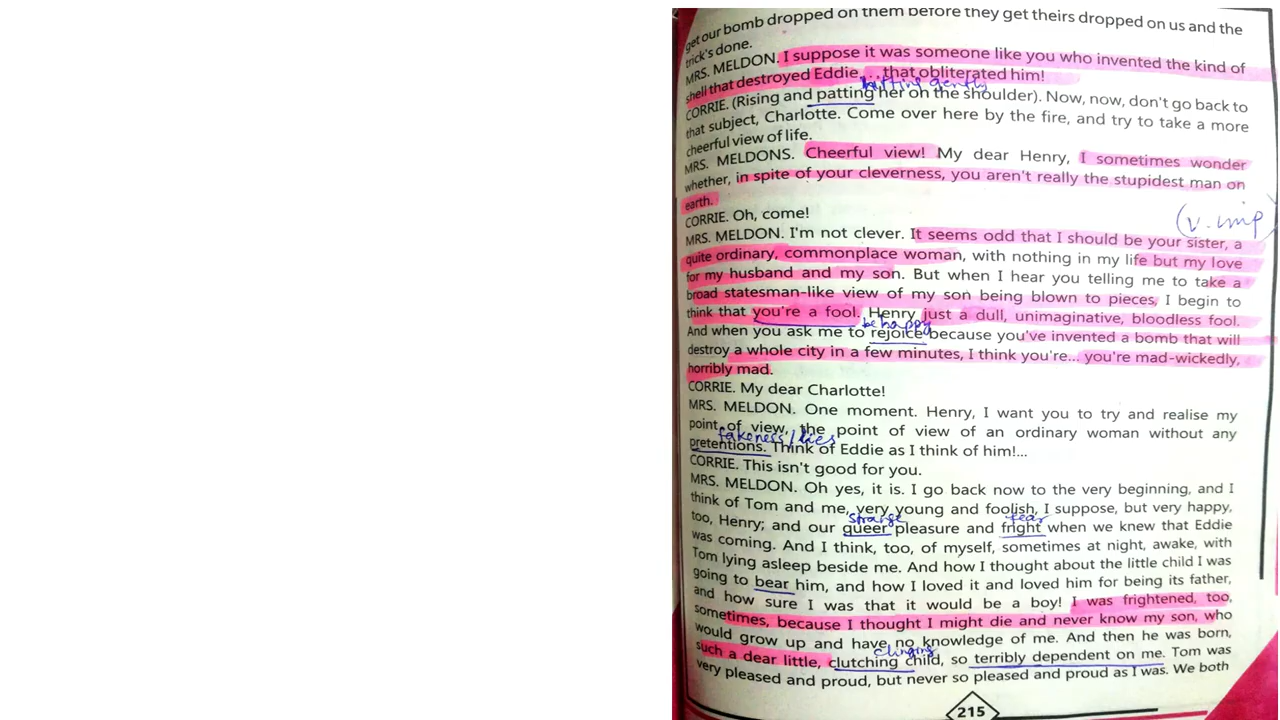 get our bomb dropped on them before they get theirs dropped on us and the
trick's done.
MRS. MELDON. I suppose it was someone like you who invented the kind of
shell that destroyed Eddie....that obliterated him!
hitting gently
CORRIE. (Rising and patting her on the shoulder). Now, now, don't go back to
that subject, Charlotte. Come over here by the fire, and try to take a more
cheerful view of life.
MRS. MELDONS. Cheerful view! My dear Henry, I sometimes wonder
whether, in spite of your cleverness, you aren't really the stupidest man on
earth.
CORRIE. Oh, come!
(v. imp)
MRS. MELDON. I'm not clever. It seems odd that I should be your sister, a
quite ordinary, commonplace woman, with nothing in my life but my love
for my husband and my son. But when I hear you telling me to take a
broad statesman-like view of my son being blown to pieces, I begin to
think that you're a fool. Henry just a dull, unimaginative, bloodless fool.
be happy
And when you ask me to rejoice because you've invented a bomb that will
destroy a whole city in a few minutes, I think you're... you're mad-wickedly,
horribly mad.
CORRIE. My dear Charlotte!
MRS. MELDON. One moment. Henry, I want you to try and realise my
point of view, the point of view of an ordinary woman without any
fakeness/lies
pretentions. Think of Eddie as I think of him!...
CORRIE. This isn't good for you.
MRS. MELDON. Oh yes, it is. I go back now to the very beginning, and I
think of Tom and me, very young and foolish, I suppose, but very happy,
strange fear
too, Henry; and our queer pleasure and fright when we knew that Eddie
was coming. And I think, too, of myself, sometimes at night, awake, with
Tom lying asleep beside me. And how I thought about the little child I was
going to bear him, and how I loved it and loved him for being its father,
and how sure I was that it would be a boy! I was frightened, too,
sometimes, because I thought I might die and never know my son, who
would grow up and have no knowledge of me. And then he was born,
clinging
such a dear little, clutching child, so terribly dependent on me. Tom was
very pleased and proud, but never so pleased and proud as I was. We both
215